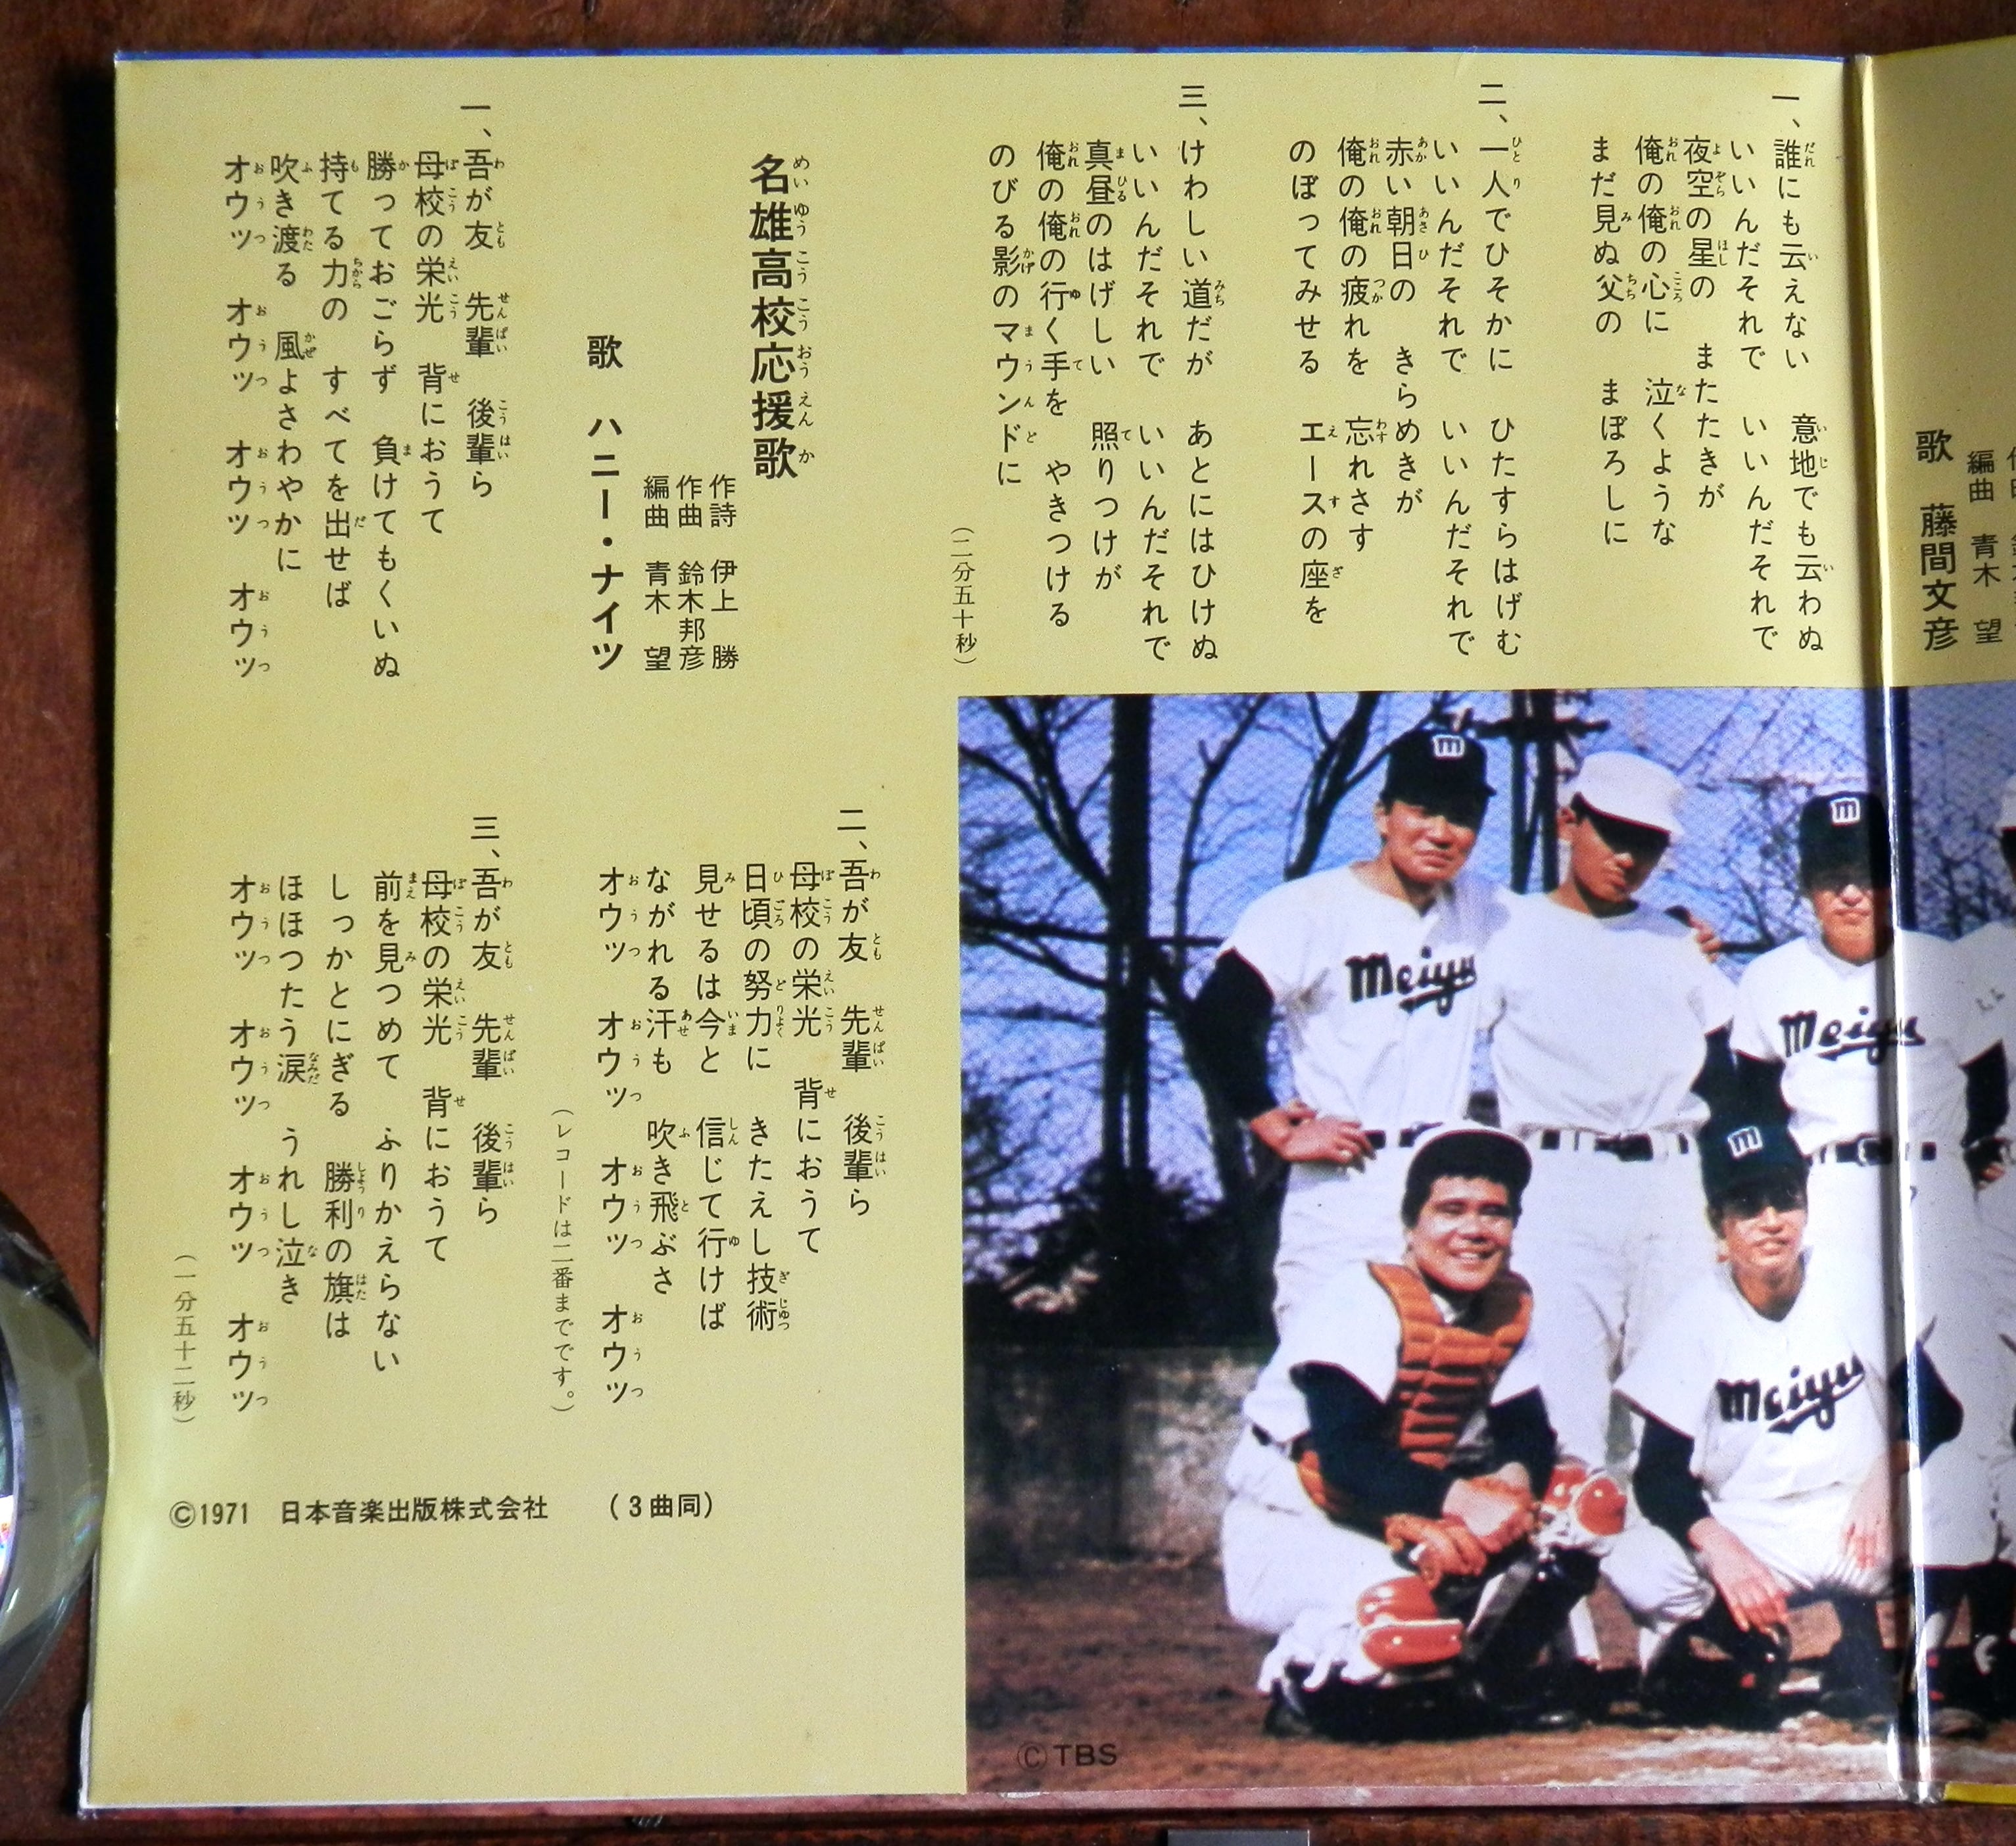 編曲 青木 望
歌 藤間文彦
一、誰にも云えない 意地でも云わぬ
いいんだそれで いいんだそれで
夜空の星の またたきが
俺の俺の心に 泣くような
まだ見ぬ父の まぼろしに
二、一人でひそかに ひたすらはげむ
いいんだそれで いいんだそれで
赤い朝日の きらめきが
俺の俺の疲れを 忘れさす
のぼってみせる エースの座を
三、けわしい道だが あとにはひけぬ
いいんだそれで いいんだそれで
真昼のはげしい 照りつけが
俺の俺の行く手を やきつける
のびる影のマウンドに
(二分五十秒)
名雄高校応援歌
作詩 伊上 勝
作曲 鈴木邦彦
編曲 青木 望
歌 ハニー・ナイツ
一、吾が友 先輩 後輩ら
母校の栄光 背におうて
勝っておごらず 負けてもくいぬ
持てる力の すべてを出せば
吹き渡る 風よさわやかに
オウッ オウッ オウッ オウッ
二、吾が友 先輩 後輩ら
母校の栄光 背におうて
日頃の努力に きたえし技術
見せるは今と 信じて行けば
ながれる汗も 吹き飛ぶさ
オウッ オウッ オウッ オウッ
(レコードは二番までです。)
三、吾が友 先輩 後輩ら
母校の栄光 背におうて
前を見つめて ふりかえらない
しっかとにぎる 勝利の旗は
ほほつたう涙 うれし泣き
オウッ オウッ オウッ オウッ
(一分五十二秒)
©1971 日本音楽出版株式会社 (3曲同)
m
m
m
Meiyu
Meiyu
Meiyu
©TBS